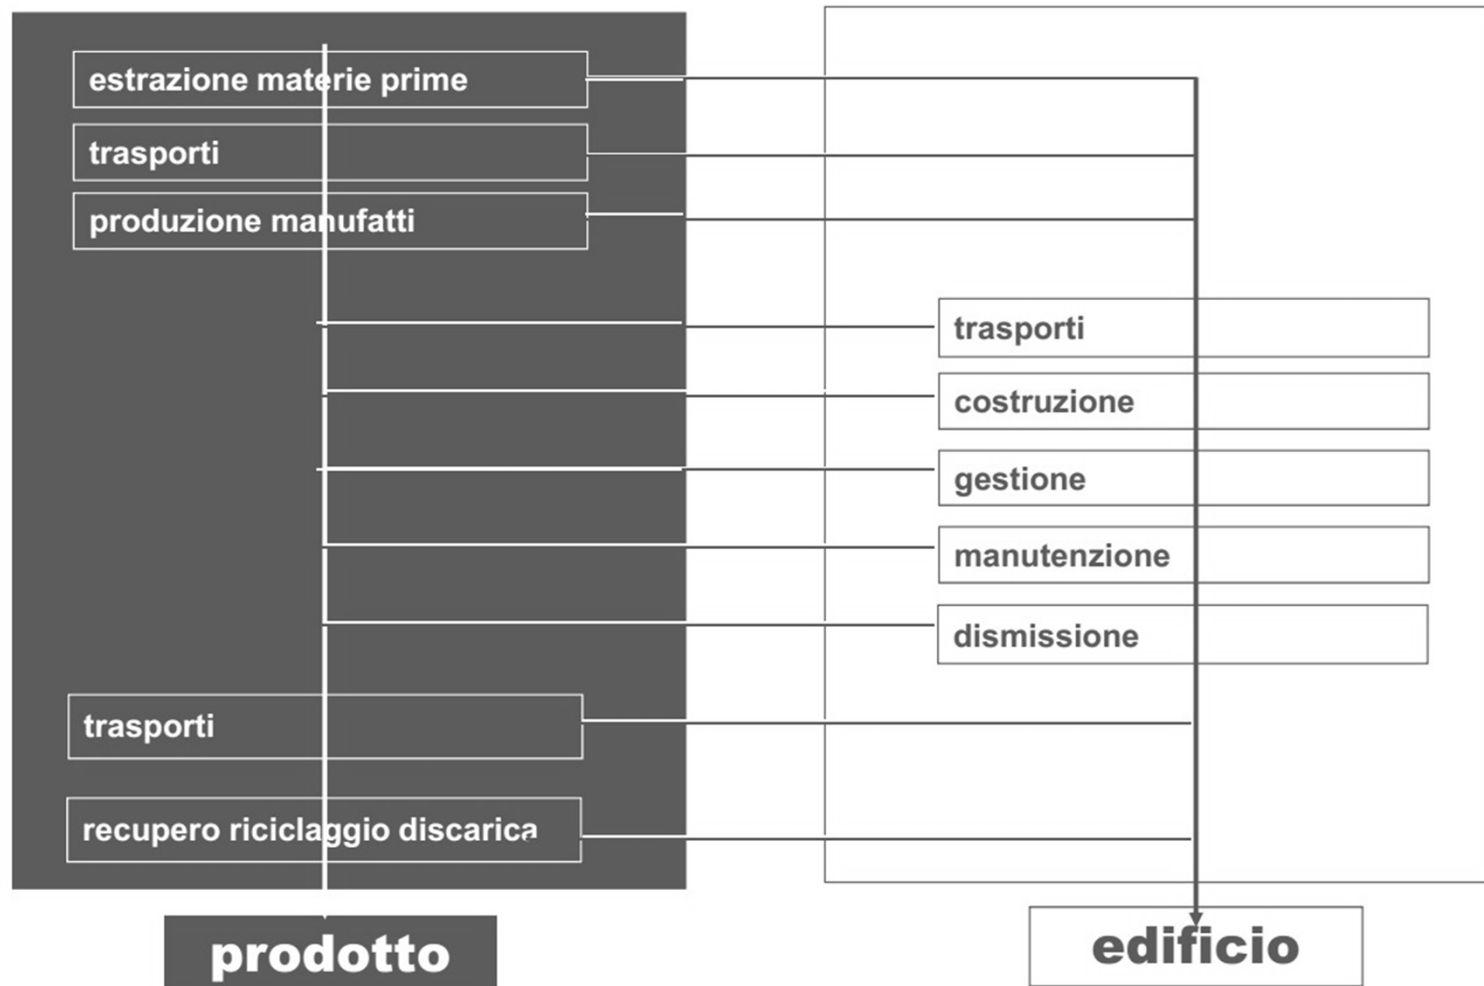 estrazione materie prime
trasporti
produzione manufatti
trasporti
costruzione
gestione
manutenzione
dismissione
trasporti
recupero riciclaggio discarica
prodotto
edificio